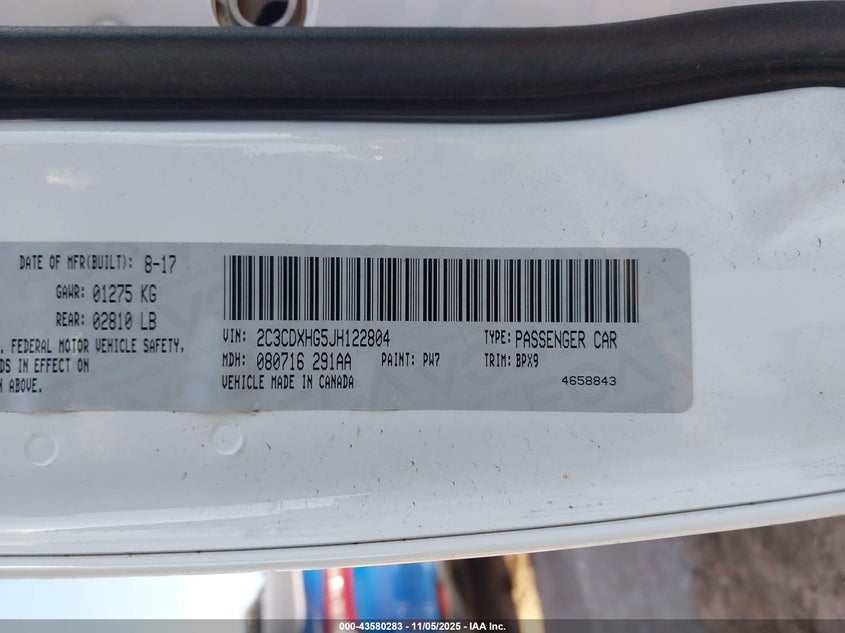 DATE OF MFR(BUILT): 8-17
GAWR: 01275 KG
REAR: 02810 LB
. FEDERAL MOTOR VEHICLE SAFETY,
DS IN EFFECT ON
ABOVE.
VIN: 2C3CDXHG5JH122804 TYPE: PASSENGER CAR
MDH: 080716 291AA PAINT: PW7 TRIM: BPX9
VEHICLE MADE IN CANADA 4658843
000-43580283 - 11/05/2025 - IAA Inc.